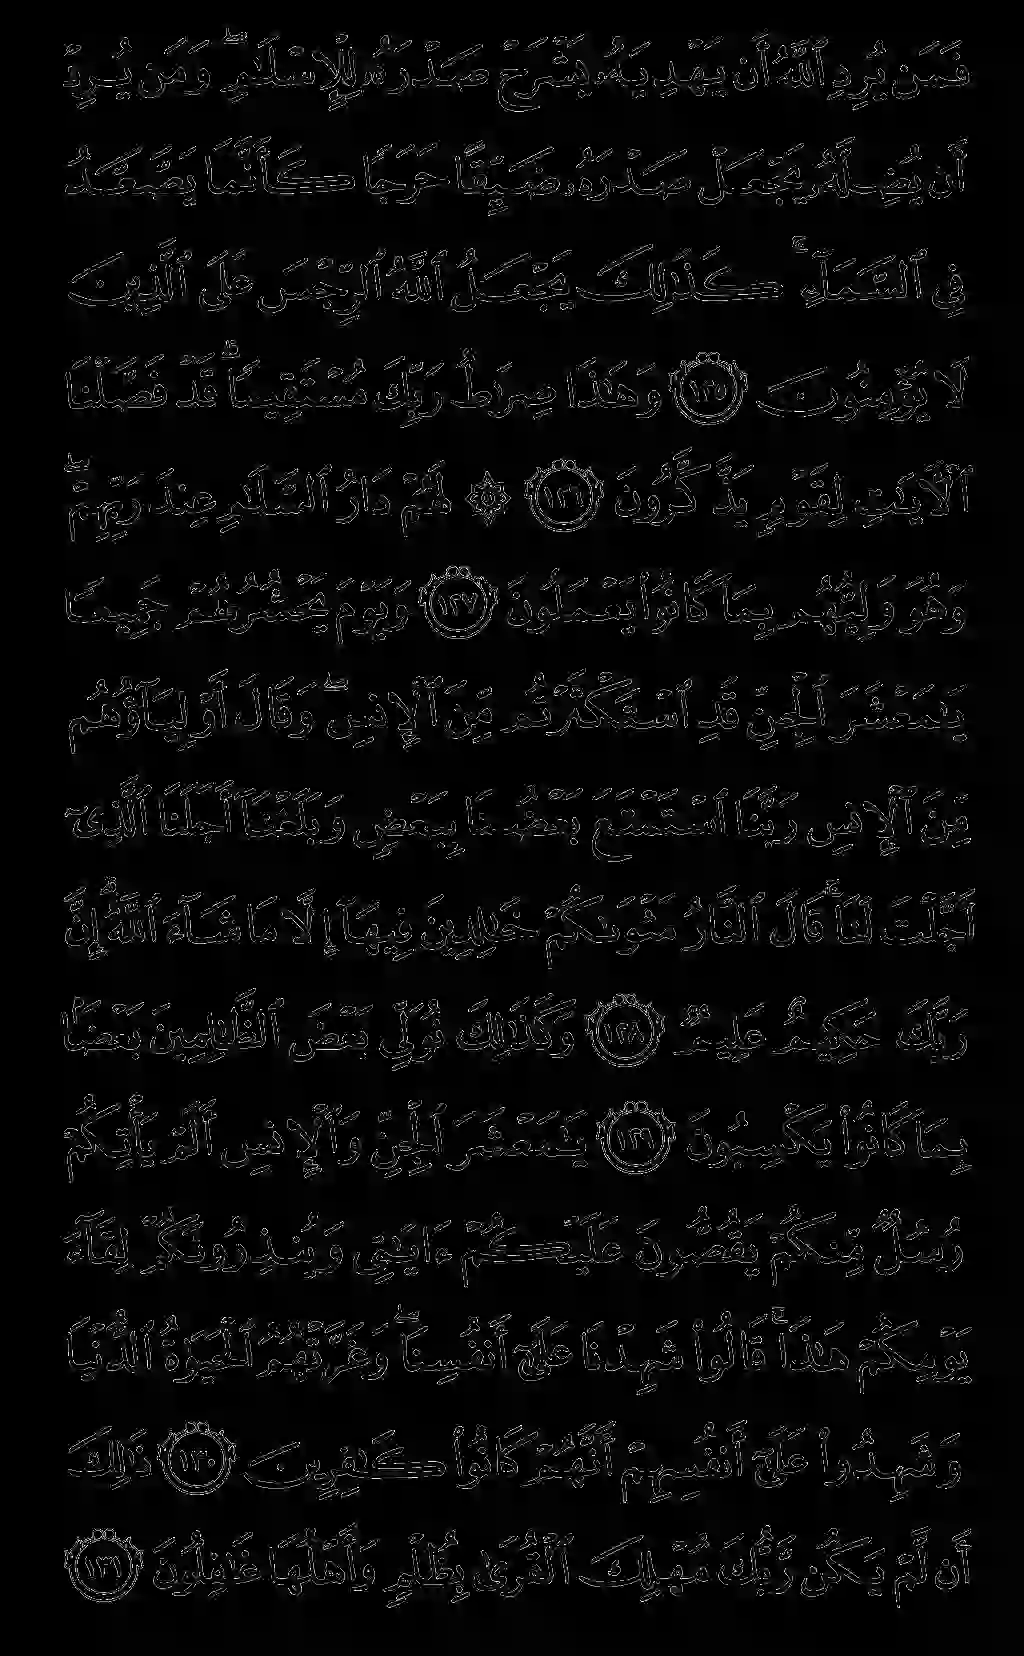 فَمَن يُرِدِ ٱللَّهُ أَن يَهْدِيَهُۥ يَشْرَحْ صَدْرَهُۥ لِلْإِسْلَٰمِ ۖ وَمَن يُرِدْ
أَن يُضِلَّهُۥ يَجْعَلْ صَدْرَهُۥ ضَيِّقًا حَرَجًا كَأَنَّمَا يَصَّعَّدُ
فِى ٱلسَّمَآءِ ۚ كَذَٰلِكَ يَجْعَلُ ٱللَّهُ ٱلرِّجْسَ عَلَى ٱلَّذِينَ
لَا يُؤْمِنُونَ ١٢٥ وَهَٰذَا صِرَٰطُ رَبِّكَ مُسْتَقِيمًا ۗ قَدْ فَصَّلْنَا
ٱلْءَايَٰتِ لِقَوْمٍ يَذَّكَّرُونَ ١٢٦ ۞ لَهُمْ دَارُ ٱلسَّلَٰمِ عِندَ رَبِّهِمْ ۖ
وَهُوَ وَلِيُّهُم بِمَا كَانُوا۟ يَعْمَلُونَ ١٢٧ وَيَوْمَ يَحْشُرُهُمْ جَمِيعًا
يَٰمَعْشَرَ ٱلْجِنِّ قَدِ ٱسْتَكْثَرْتُم مِّنَ ٱلْإِنسِ ۖ وَقَالَ أَوْلِيَآؤُهُم
مِّنَ ٱلْإِنسِ رَبَّنَا ٱسْتَمْتَعَ بَعْضُنَا بِبَعْضٍ وَبَلَغْنَآ أَجَلَنَا ٱلَّذِىٓ
أَجَّلْتَ لَنَا ۚ قَالَ ٱلنَّارُ مَثْوَىٰكُمْ خَٰلِدِينَ فِيهَآ إِلَّا مَا شَآءَ ٱللَّهُ ۗ إِنَّ
رَبَّكَ حَكِيمٌ عَلِيمٌ ١٢٨ وَكَذَٰلِكَ نُوَلِّى بَعْضَ ٱلظَّٰلِمِينَ بَعْضًۢا
بِمَا كَانُوا۟ يَكْسِبُونَ ١٢٩ يَٰمَعْشَرَ ٱلْجِنِّ وَٱلْإِنسِ أَلَمْ يَأْتِكُمْ
رُسُلٌ مِّنكُمْ يَقُصُّونَ عَلَيْكُمْ ءَايَٰتِى وَيُنذِرُونَكُمْ لِقَآءَ
يَوْمِكُمْ هَٰذَا ۚ قَالُوا۟ شَهِدْنَا عَلَىٰٓ أَنفُسِنَا ۖ وَغَرَّتْهُمُ ٱلْحَيَوٰةُ ٱلدُّنْيَا
وَشَهِدُوا۟ عَلَىٰٓ أَنفُسِهِمْ أَنَّهُمْ كَانُوا۟ كَٰفِرِينَ ١٣٠ ذَٰلِكَ
أَن لَّمْ يَكُن رَّبُّكَ مُهْلِكَ ٱلْقُرَىٰ بِظُلْمٍ وَأَهْلُهَا غَٰفِلُونَ ١٣١